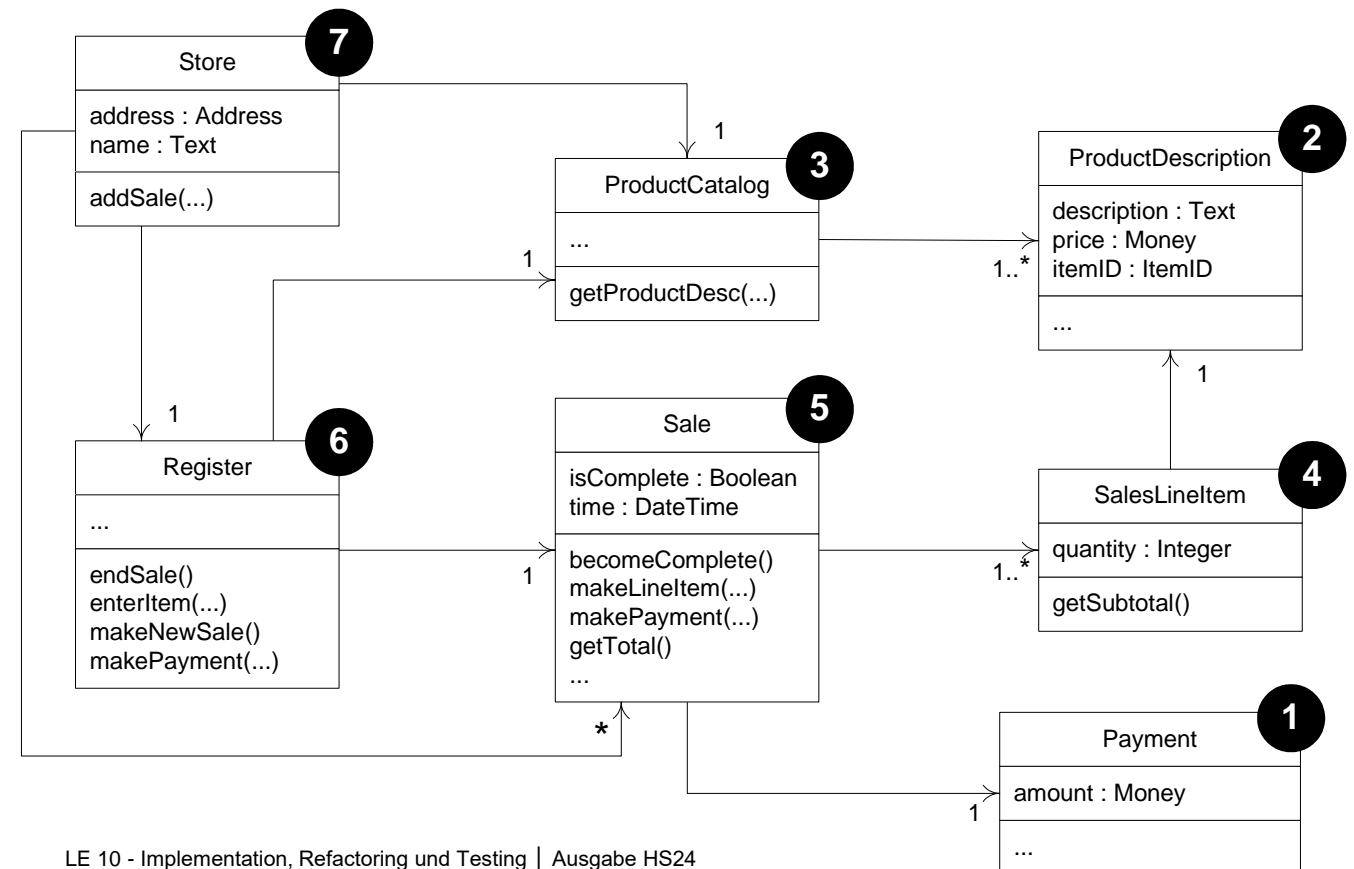 7
Store
address : Address
name : Text
addSale(...)
1
3
ProductCatalog
...
getProductDesc(...)
1
2
ProductDescription
description : Text
price : Money
itemID : ItemID
...
1..*
1
1
6
Register
...
endSale()
enterItem(...)
makeNewSale()
makePayment(...)
1
5
Sale
isComplete : Boolean
time : DateTime
becomeComplete()
makeLineItem(...)
makePayment(...)
getTotal()
...
*
1..*
4
SalesLineItem
quantity : Integer
getSubtotal()
1
1
Payment
amount : Money
...
LE 10 - Implementation, Refactoring und Testing | Ausgabe HS24